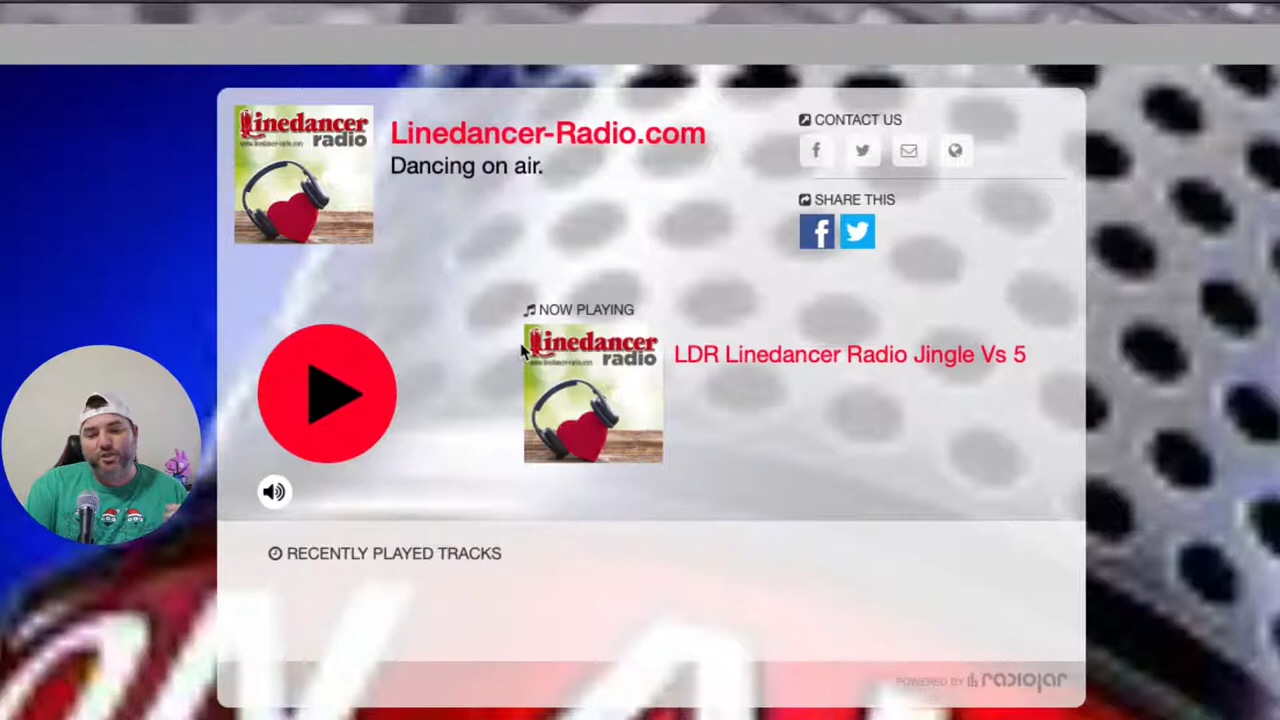 Linedancer
radio
www.linedancer-radio.com
Linedancer-Radio.com
Dancing on air.
CONTACT US
SHARE THIS
NOW PLAYING
Linedancer
radio
LDR Linedancer Radio Jingle Vs 5
RECENTLY PLAYED TRACKS
POWERED BY radiojar